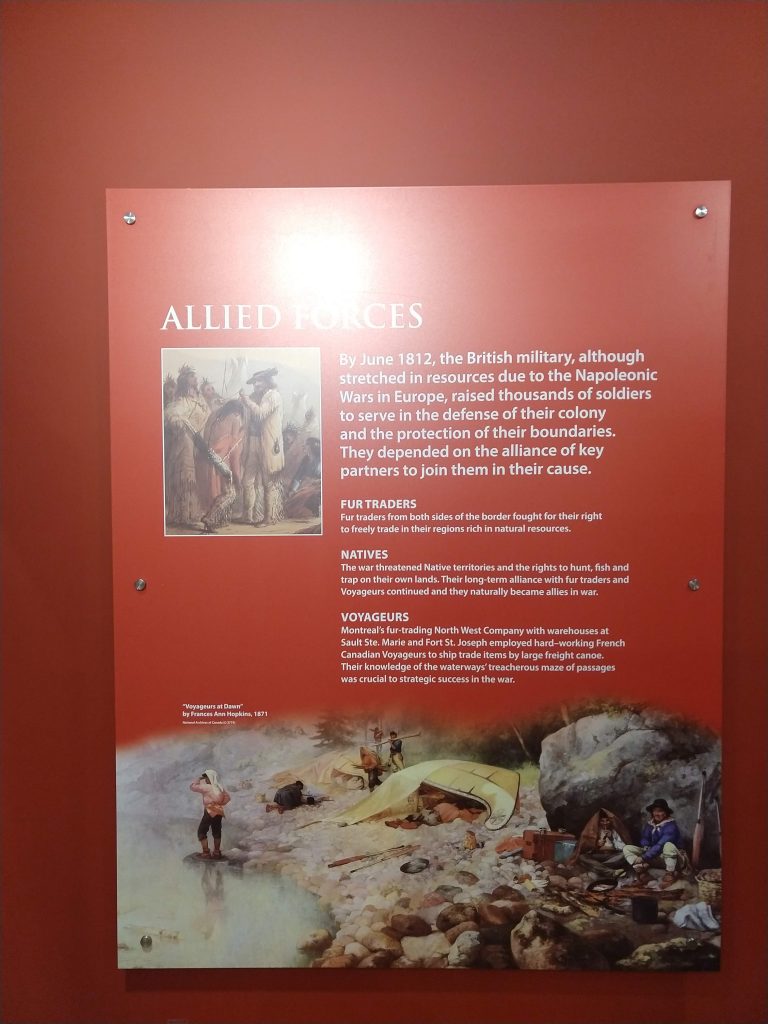 ALLIED FORCES
By June 1812, the British military, although
stretched in resources due to the Napoleonic
Wars in Europe, raised thousands of soldiers
to serve in the defense of their colony
and the protection of their boundaries.
They depended on the alliance of key
partners to join them in their cause.
FUR TRADERS
Fur traders from both sides of the border fought for their right
to freely trade in their regions rich in natural resources.
NATIVES
The war threatened Native territories and the rights to hunt, fish and
trap on their own lands. Their long-term alliance with fur traders and
Voyageurs continued and they naturally became allies in war.
VOYAGEURS
Montreal's fur-trading North West Company with warehouses at
Sault Ste. Marie and Fort St. Joseph employed hard–working French
Canadian Voyageurs to ship trade items by large freight canoe.
Their knowledge of the waterways' treacherous maze of passages
was crucial to strategic success in the war.
"Voyageurs at Dawn"
by Frances Ann Hopkins, 1871
National Archives of Canada